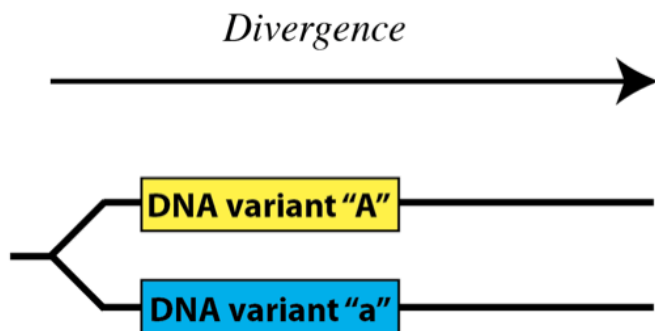 Divergence
DNA variant “A”
DNA variant “a”